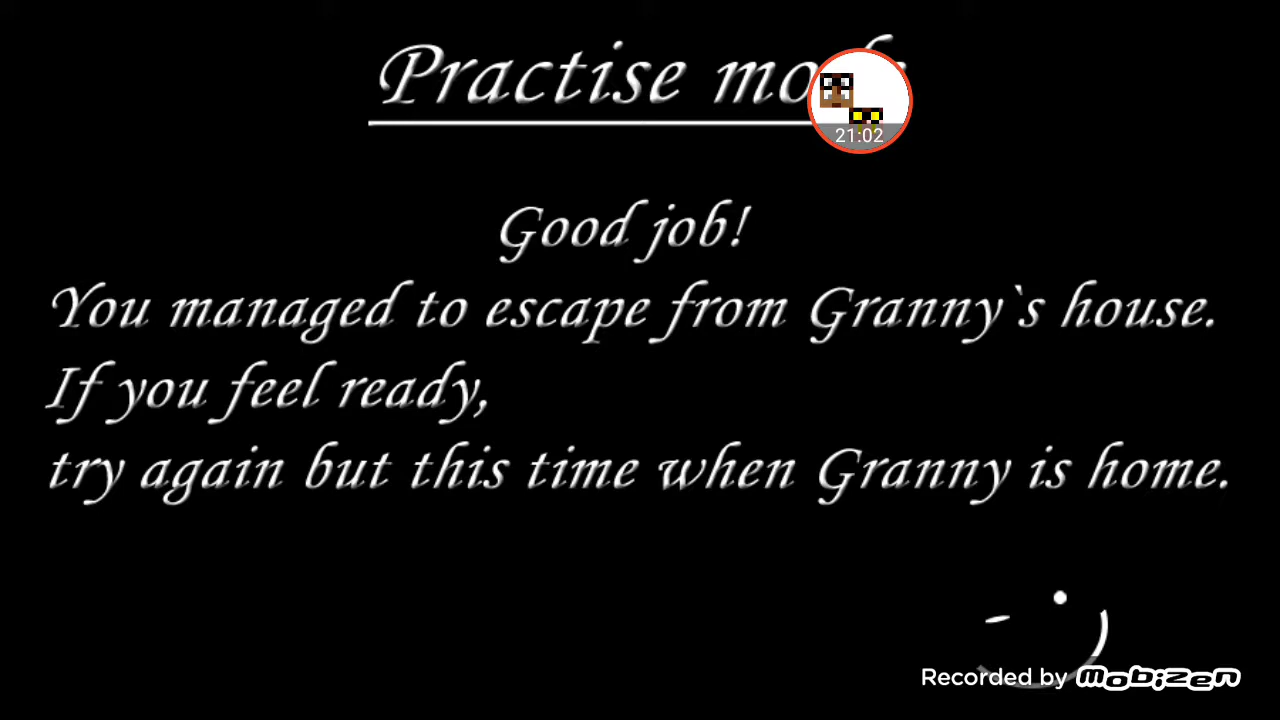 Practise mo
21:02
Good job!
You managed to escape from Granny`s house.
If you feel ready,
try again but this time when Granny is home.
Recorded by mobizen